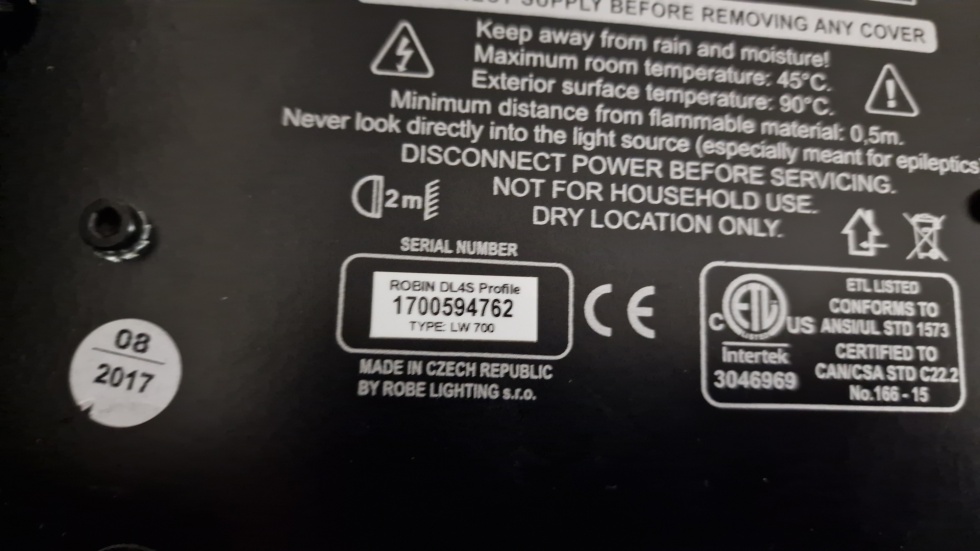 SUPPLY BEFORE REMOVING ANY COVER
Keep away from rain and moisture!
Maximum room temperature: 45°C.
Exterior surface temperature: 90°C.
Minimum distance from flammable material: 0,5m.
Never look directly into the light source (especially meant for epileptics
DISCONNECT POWER BEFORE SERVICING.
NOT FOR HOUSEHOLD USE.
DRY LOCATION ONLY.
2m
SERIAL NUMBER
ROBIN DL4S Profile
1700594762
TYPE: LW 700
MADE IN CZECH REPUBLIC
BY ROBE LIGHTING s.r.o.
CE
08
2017
C ETL US
Intertek
3046969
ETL LISTED
CONFORMS TO
ANSI/UL STD 1573
CERTIFIED TO
CAN/CSA STD C22.2
No.166 - 15